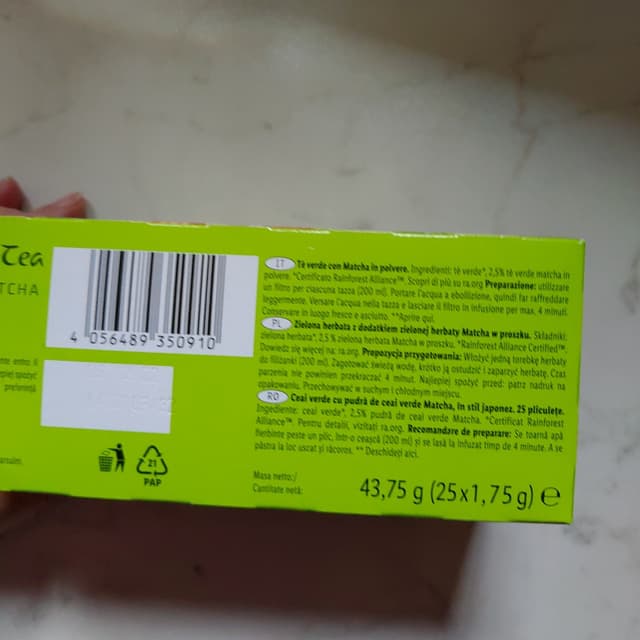 Tea
TCHA
4 056489 350910
21
PAP
IT Tè verde con Matcha in polvere. Ingredienti: tè verde*, 2,5% tè verde matcha in
polvere. *Certificato Rainforest Alliance™. Scopri di più su ra.org Preparazione: utilizzare
un filtro per ciascuna tazza (200 ml). Portare l'acqua a ebollizione, quindi far raffreddare
leggermente. Versare l'acqua nella tazza e lasciare il filtro in infusione per max. 4 minuti.
Conservare in luogo fresco e asciutto. **Aprire qui.
PL Zielona herbata z dodatkiem zielonej herbaty Matcha w proszku. Składniki:
zielona herbata*, 2,5 % zielona herbata Matcha w proszku. *Rainforest Alliance Certified™.
Dowiedz się więcej na: ra.org. Propozycja przygotowania: Włożyć jedną torebkę herbaty
do filiżanki (200 ml). Zagotować świeżą wodę, krótko ją ostudzić i zaparzyć herbatę. Czas
parzenia nie powinien przekraczać 4 minut. Najlepiej spożyć przed: patrz nadruk na
opakowaniu. Przechowywać w suchym i chłodnym miejscu.
RO Ceai verde cu pudră de ceai verde Matcha, în stil japonez. 25 pliculețe.
Ingrediente: ceai verde*, 2,5% pudră de ceai verde Matcha. *Certificat Rainforest
Alliance™. Pentru detalii, vizitați ra.org. Recomandare de preparare: Se toarnă apă
fierbinte peste un plic, într-o ceașcă (200 ml) și se lasă la infuzat timp de 4 minute. A se
păstra la loc uscat și răcoros. ** Deschideți aici.
Masa netto:/
Cantitate netă:
43,75 g (25x1,75 g) ℮